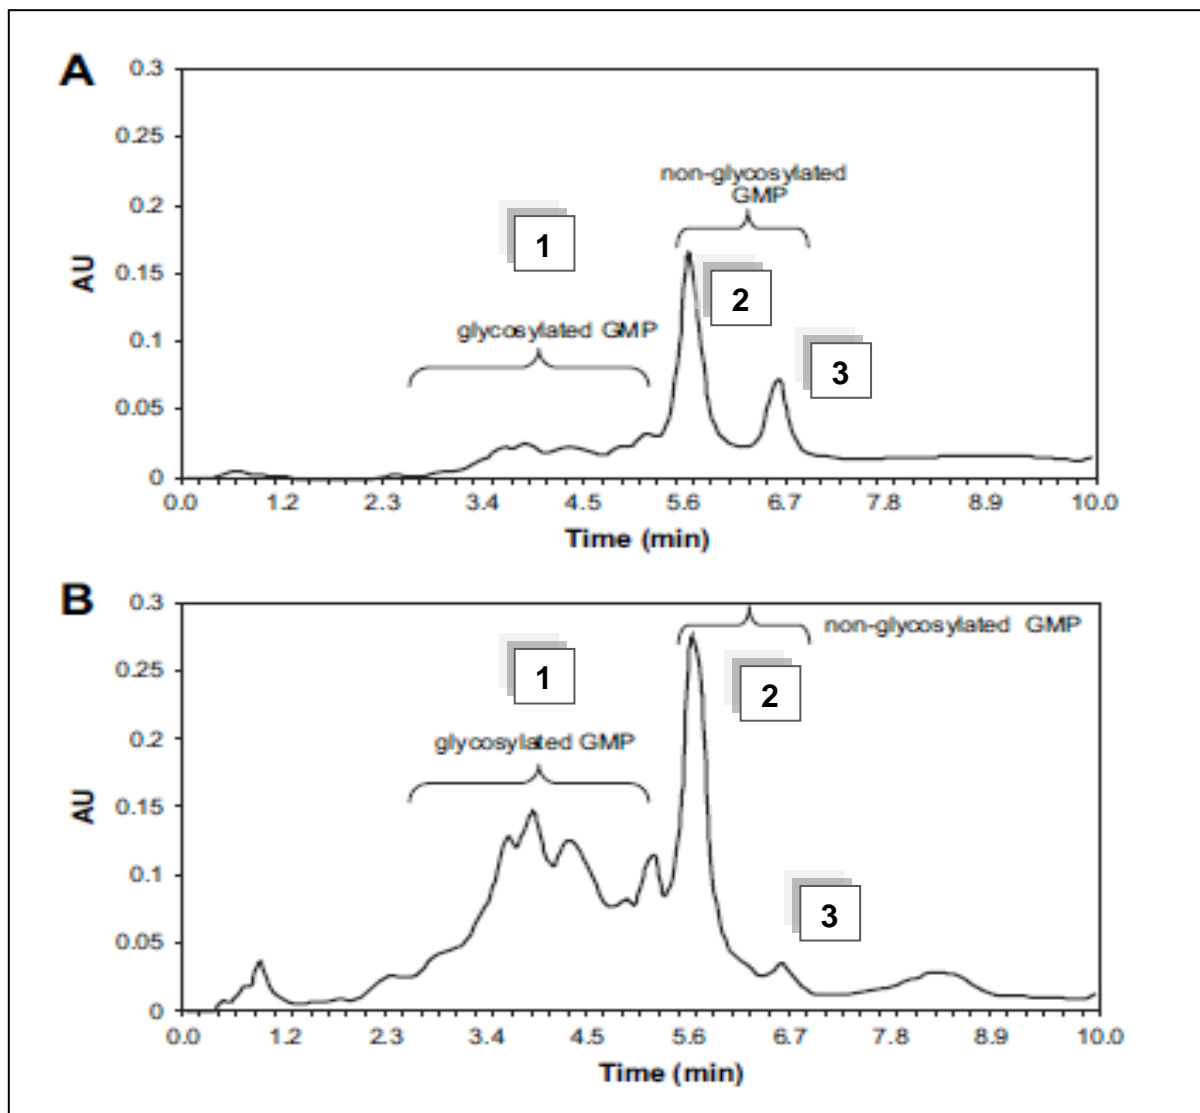 A
0.3
0.25
0.2
0.15
0.1
0.05
0
AU
1
glycosylated GMP
non-glycosylated
GMP
2
3
0.0 1.2 2.3 3.4 4.5 5.6 6.7 7.8 8.9 10.0
Time (min)
B
0.3
0.25
0.2
0.15
0.1
0.05
0
AU
non-glycosylated GMP
1
2
glycosylated GMP
3
0.0 1.2 2.3 3.4 4.5 5.6 6.7 7.8 8.9 10.0
Time (min)